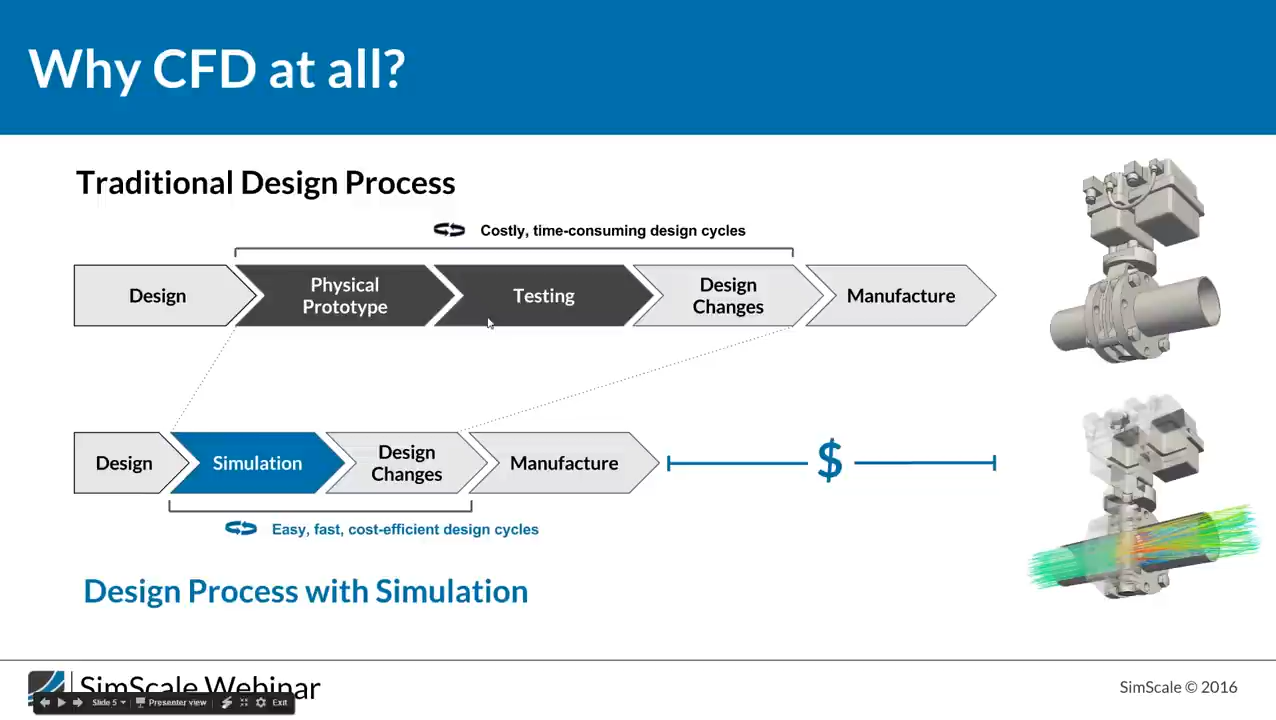 Why CFD at all?
Traditional Design Process
Costly, time-consuming design cycles
Design
Physical
Prototype
Testing
Design
Changes
Manufacture
Design
Simulation
Design
Changes
Manufacture
$
Easy, fast, cost-efficient design cycles
Design Process with Simulation
SimScale Webinar
SimScale © 2016
Slide 5
Presenter view
Exit